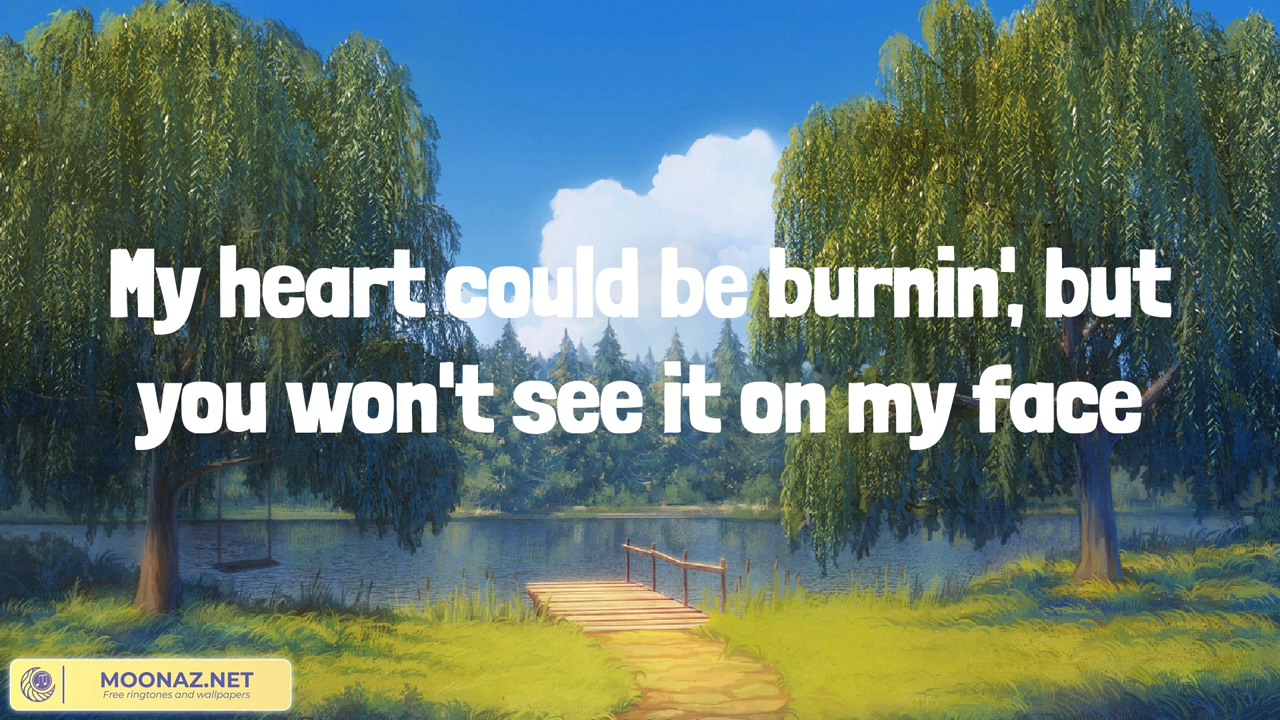 My heart could be burnin', but
you won't see it on my face
MOONAZ.NET
Free ringtones and wallpapers